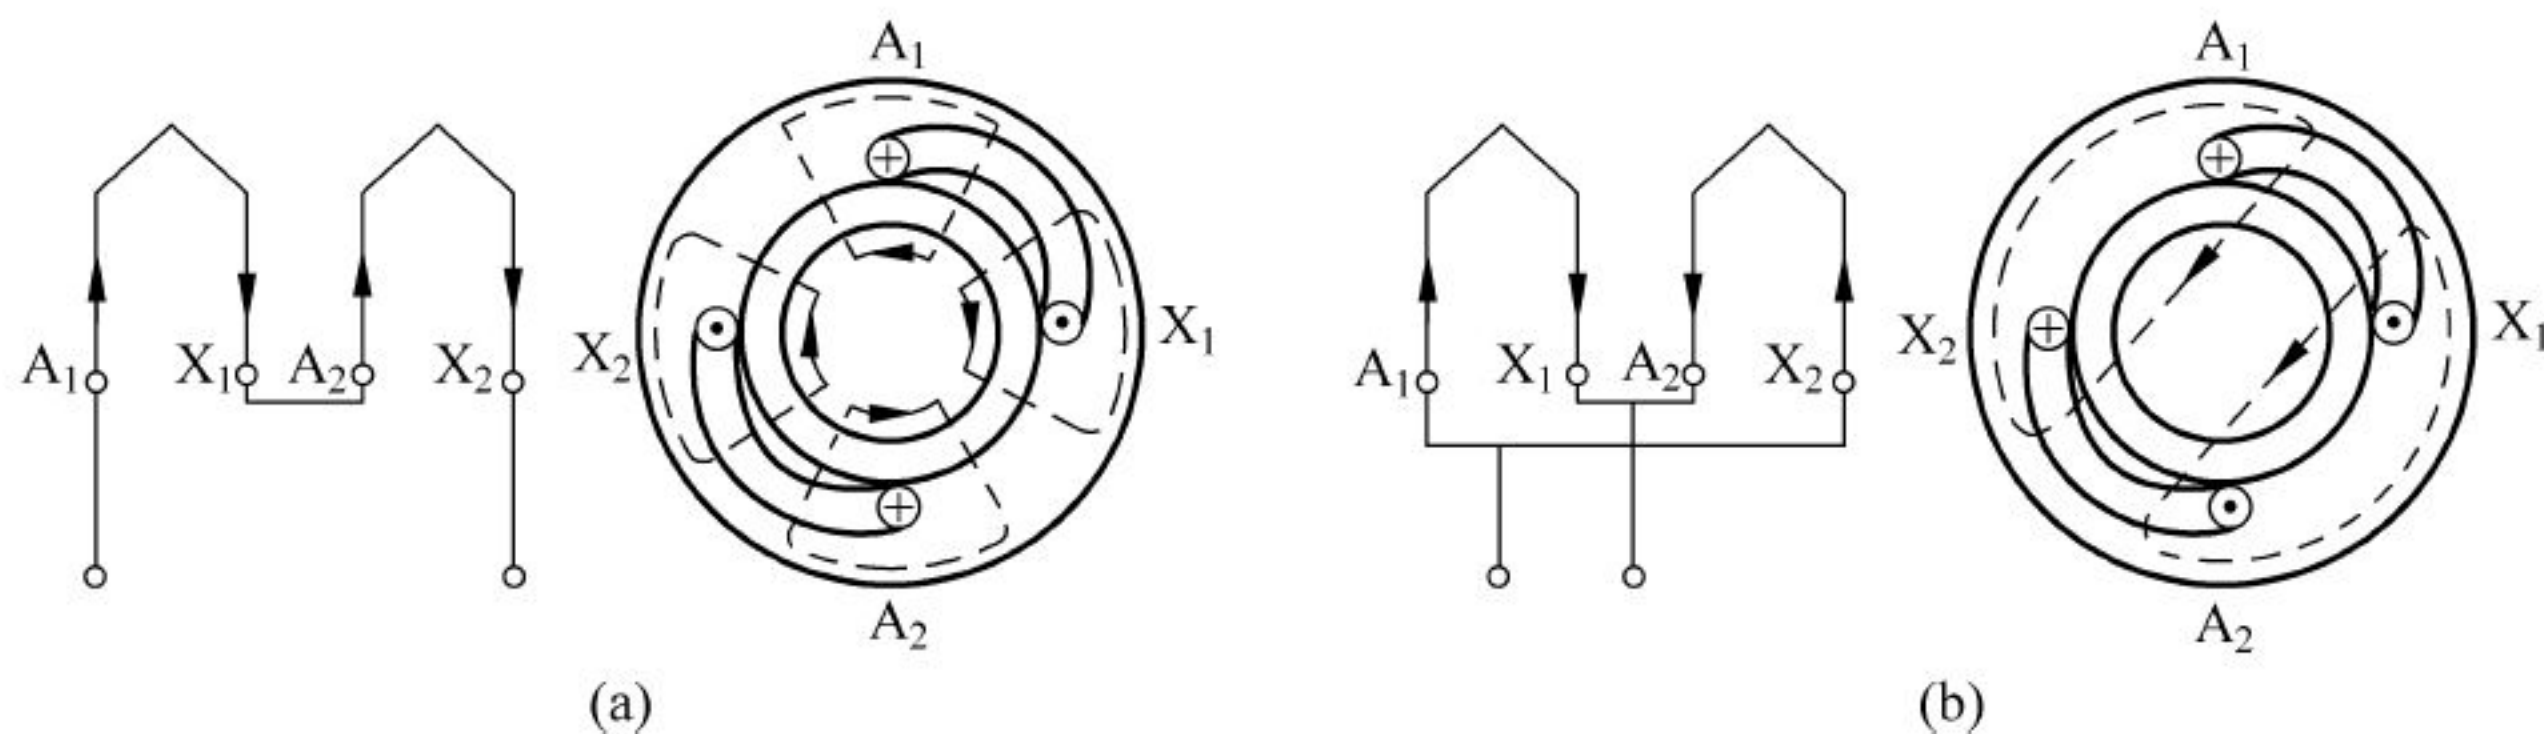 A₁ X₁ A₂ X₂
A₁
X₂ X₁
A₂
(a)
A₁ X₁ A₂ X₂
A₁
X₂ X₁
A₂
(b)